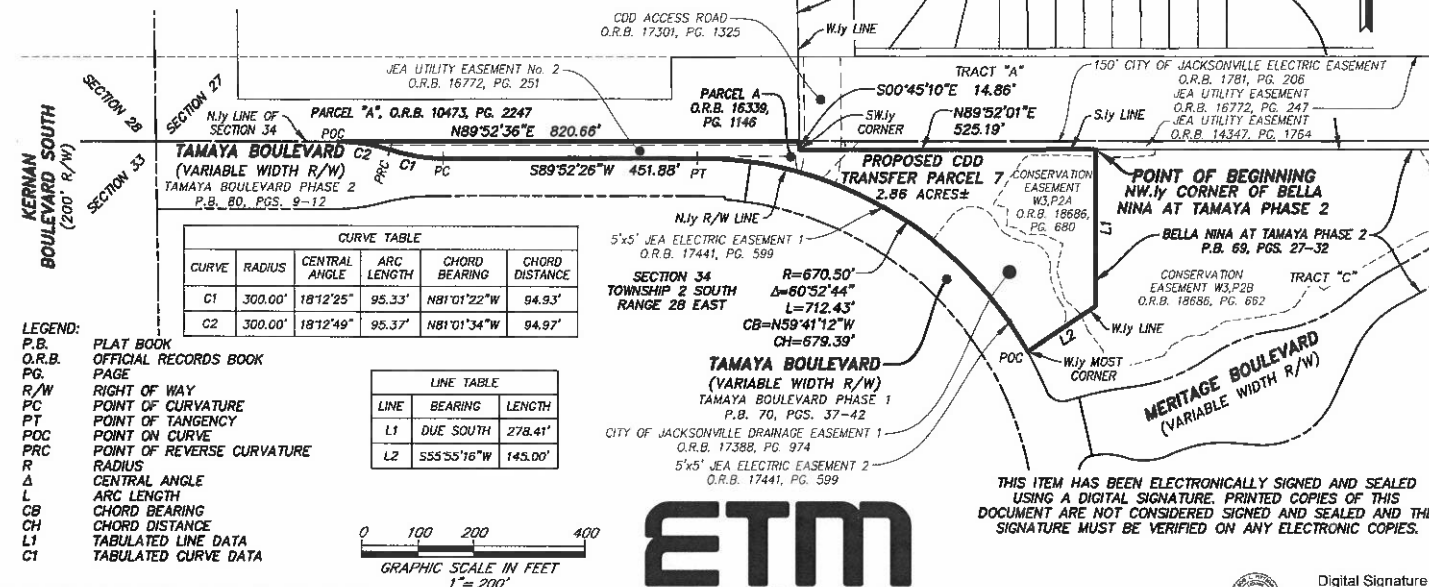 CDD ACCESS ROAD
O.R.B. 17301, PG. 1325
W.ly LINE
JEA UTILITY EASEMENT No. 2
O.R.B. 16772, PG. 251
TRACT "A"
150' CITY OF JACKSONVILLE ELECTRIC EASEMENT
O.R.B. 1781, PG. 206
JEA UTILITY EASEMENT
O.R.B. 16772, PG. 247
JEA UTILITY EASEMENT
O.R.B. 14347, PG. 1764
SECTION 28
SECTION 27
SECTION 33
N.ly LINE OF
SECTION 34
PARCEL "A", O.R.B. 10473, PG. 2247
PARCEL A
O.R.B. 16339,
PG. 1146
S00°45'10"E 14.86'
SW.ly
CORNER
N89°52'01"E
525.19'
S.ly LINE
POC
N89°52'36"E 820.66'
KERNAN
BOULEVARD SOUTH
(200' R/W)
TAMAYA BOULEVARD
(VARIABLE WIDTH R/W)
TAMAYA BOULEVARD PHASE 2
P.B. 80, PGS. 9-12
C2
PRC
C1
PC
S89°52'26"W 451.88'
PT
PROPOSED CDD
TRANSFER PARCEL 7
2.86 ACRES±
CONSERVATION
EASEMENT
W3,P2A
O.R.B. 18686,
PG. 680
POINT OF BEGINNING
NW.ly CORNER OF BELLA
NINA AT TAMAYA PHASE 2
L1
BELLA NINA AT TAMAYA PHASE 2
P.B. 69, PGS. 27-32
N.ly R/W LINE
5'x5' JEA ELECTRIC EASEMENT 1
O.R.B. 17441, PG. 599
CURVE TABLE
CURVE RADIUS CENTRAL ANGLE ARC LENGTH CHORD BEARING CHORD DISTANCE
C1 300.00' 18°12'25" 95.33' N81°01'22"W 94.93'
C2 300.00' 18°12'49" 95.37' N81°01'34"W 94.97'
SECTION 34
TOWNSHIP 2 SOUTH
RANGE 28 EAST
R=670.50'
Δ=60°52'44"
L=712.43'
CB=N59°41'12"W
CH=679.39'
CONSERVATION
EASEMENT W3,P2B
O.R.B. 18686, PG. 662
TRACT "C"
W.ly LINE
L2
POC
W.ly MOST
CORNER
MERITAGE BOULEVARD
(VARIABLE WIDTH R/W)
TAMAYA BOULEVARD
(VARIABLE WIDTH R/W)
TAMAYA BOULEVARD PHASE 1
P.B. 70, PGS. 37-42
CITY OF JACKSONVILLE DRAINAGE EASEMENT 1
O.R.B. 17388, PG. 974
5'x5' JEA ELECTRIC EASEMENT 2
O.R.B. 17441, PG. 599
LEGEND:
P.B. PLAT BOOK
O.R.B. OFFICIAL RECORDS BOOK
PG. PAGE
R/W RIGHT OF WAY
PC POINT OF CURVATURE
PT POINT OF TANGENCY
POC POINT ON CURVE
PRC POINT OF REVERSE CURVATURE
R RADIUS
Δ CENTRAL ANGLE
L ARC LENGTH
CB CHORD BEARING
CH CHORD DISTANCE
L1 TABULATED LINE DATA
C1 TABULATED CURVE DATA
LINE TABLE
LINE BEARING LENGTH
L1 DUE SOUTH 278.41'
L2 S55°55'16"W 145.00'
0 100 200 400
GRAPHIC SCALE IN FEET
1"= 200'
ETM
THIS ITEM HAS BEEN ELECTRONICALLY SIGNED AND SEALED
USING A DIGITAL SIGNATURE. PRINTED COPIES OF THIS
DOCUMENT ARE NOT CONSIDERED SIGNED AND SEALED AND THE
SIGNATURE MUST BE VERIFIED ON ANY ELECTRONIC COPIES.
Digital Signature